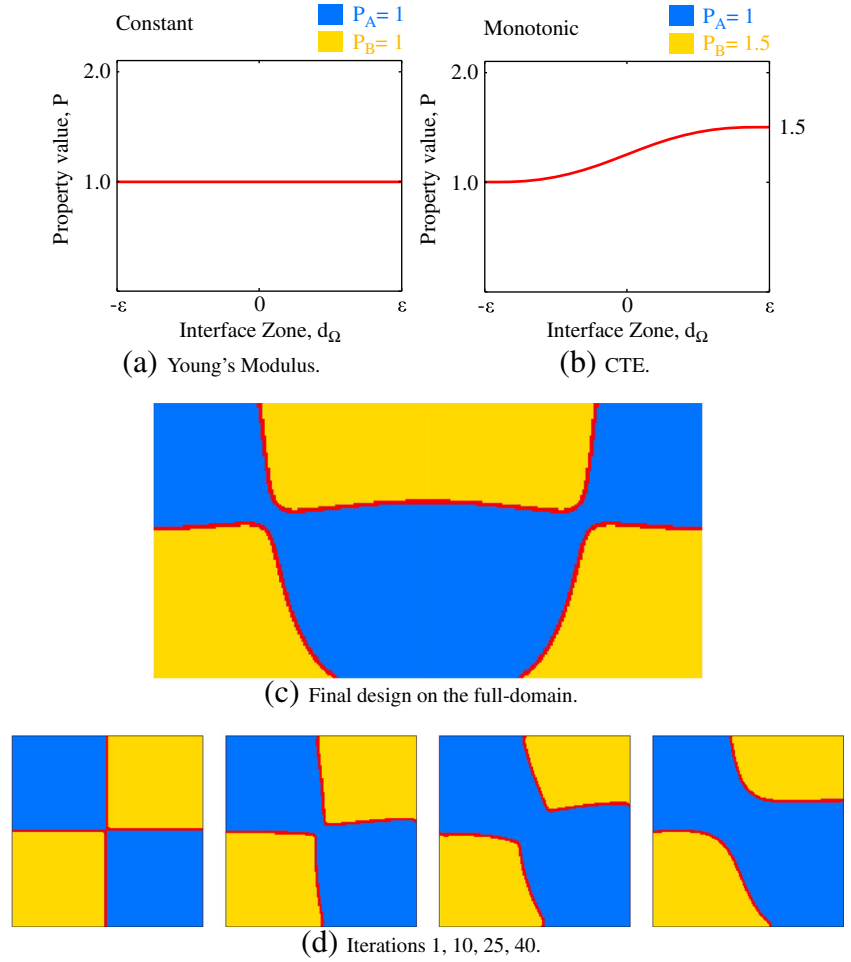 Constant
P_A= 1
P_B= 1
2.0
1.0
Property value, P
-ε 0 ε
Interface Zone, d_Ω
(a) Young's Modulus.
Monotonic
P_A= 1
P_B= 1.5
2.0
1.0
1.5
Property value, P
-ε 0 ε
Interface Zone, d_Ω
(b) CTE.
(c) Final design on the full-domain.
(d) Iterations 1, 10, 25, 40.